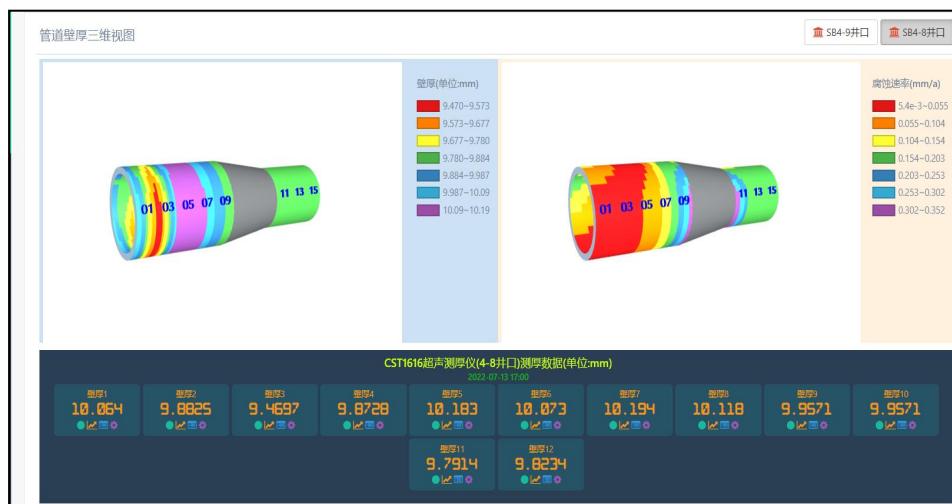 管道壁厚三维视图
SB4-9井口
SB4-8井口
壁厚(单位:mm)
9.470~9.573
9.573~9.677
9.677~9.780
9.780~9.884
9.884~9.987
9.987~10.09
10.09~10.19
01 03 05 07 09 11 13 15
腐蚀速率(mm/a)
5.4e-3~0.055
0.055~0.104
0.104~0.154
0.154~0.203
0.203~0.253
0.253~0.302
0.302~0.352
01 03 05 07 09 11 13 15
CST1616超声测厚仪(4-8井口)测厚数据(单位:mm)
2022-07-13 17:00
壁厚1
10.064
壁厚2
9.8825
壁厚3
9.4697
壁厚4
9.8728
壁厚5
10.183
壁厚6
10.073
壁厚7
10.194
壁厚8
10.118
壁厚9
9.9571
壁厚10
9.9571
壁厚11
9.7914
壁厚12
9.8234